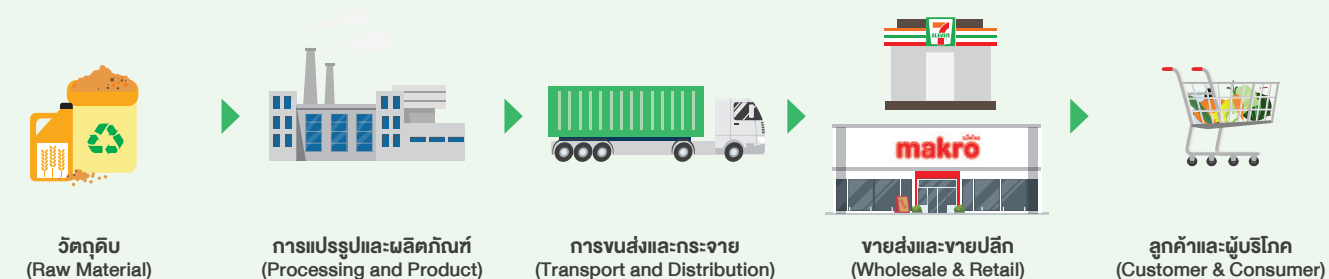 7
ELEVEN
makro
วัตถุดิบ
(Raw Material)
การแปรรูปและผลิตภัณฑ์
(Processing and Product)
การขนส่งและกระจาย
(Transport and Distribution)
ขายส่งและขายปลีก
(Wholesale & Retail)
ลูกค้าและผู้บริโภค
(Customer & Consumer)